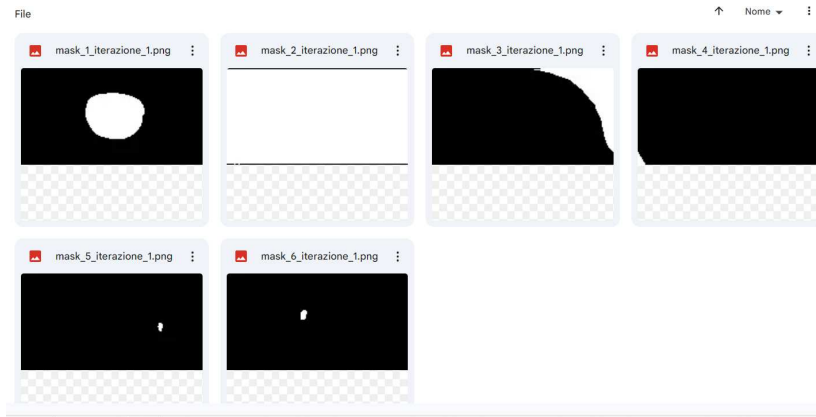 File
Nome
mask_1_iterazione_1.png
mask_2_iterazione_1.png
mask_3_iterazione_1.png
mask_4_iterazione_1.png
mask_5_iterazione_1.png
mask_6_iterazione_1.png